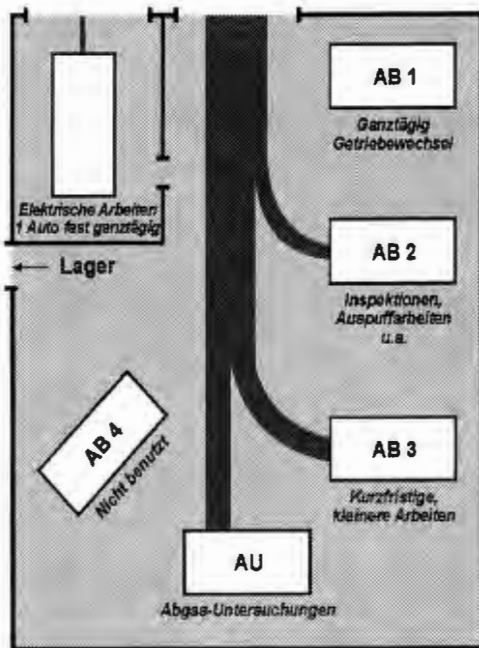 AB 1
Ganztägig
Getriebewechsel
Elektrische Arbeiten
1 Auto fast ganztägig
← Lager
AB 2
Inspektionen,
Auspuffarbeiten
u.a.
AB 4
Nicht benutzt
AB 3
Kurzfristige,
kleinere Arbeiten
AU
Abgas-Untersuchungen